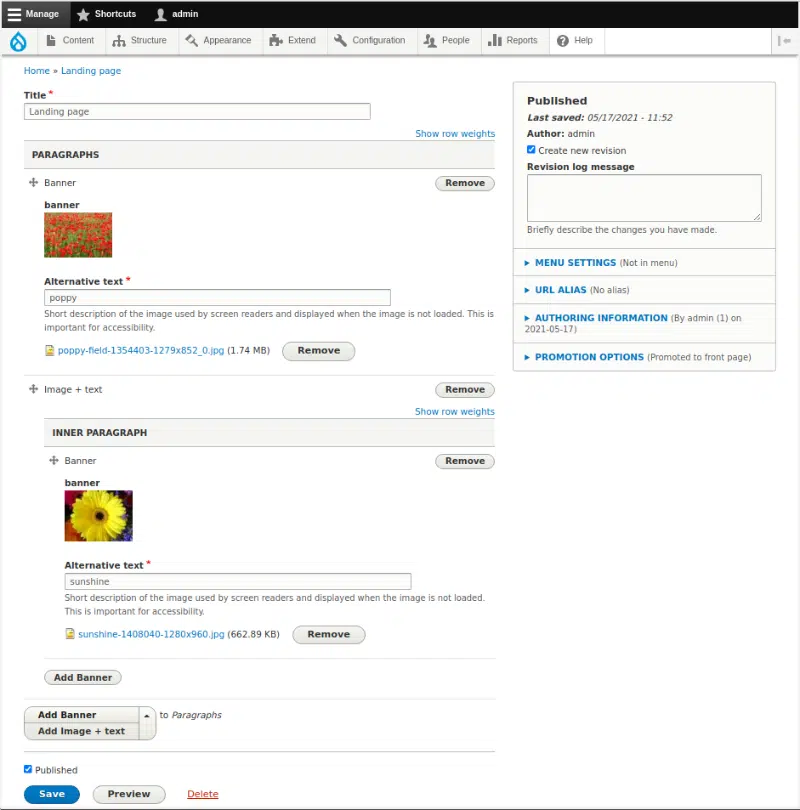 Manage Shortcuts admin
Content Structure Appearance Extend Configuration People Reports Help
Home » Landing page
Title *
Landing page
Show row weights
PARAGRAPHS
Banner Remove
banner
Alternative text *
poppy
Short description of the image used by screen readers and displayed when the image is not loaded. This is
important for accessibility.
poppy-field-1354403-1279x852_0.jpg (1.74 MB) Remove
Image + text Remove
Show row weights
INNER PARAGRAPH
Banner Remove
banner
Alternative text *
sunshine
Short description of the image used by screen readers and displayed when the image is not loaded.
This is important for accessibility.
sunshine-1408040-1280x960.jpg (662.89 KB) Remove
Add Banner
Add Banner to Paragraphs
Add Image + text
Published
Save Preview Delete
Published
Last saved: 05/17/2021 - 11:52
Author: admin
Create new revision
Revision log message
Briefly describe the changes you have made.
MENU SETTINGS (Not in menu)
URL ALIAS (No alias)
AUTHORING INFORMATION (By admin (1) on
2021-05-17)
PROMOTION OPTIONS (Promoted to front page)